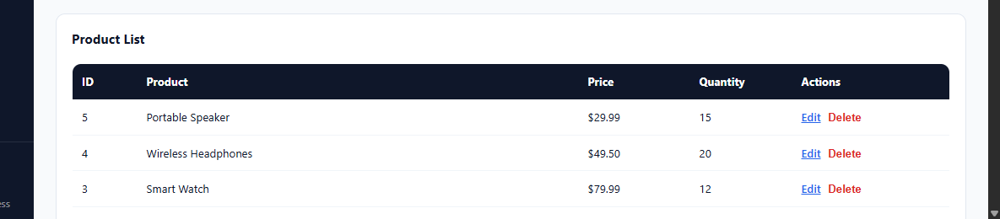 Product List
ID Product Price Quantity Actions
5 Portable Speaker $29.99 15 Edit Delete
4 Wireless Headphones $49.50 20 Edit Delete
3 Smart Watch $79.99 12 Edit Delete
ess